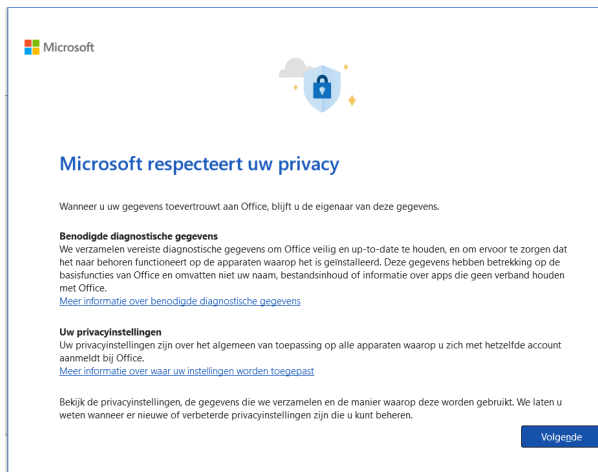 Microsoft
Microsoft respecteert uw privacy
Wanneer u uw gegevens toevertrouwt aan Office, blijft u de eigenaar van deze gegevens.
Benodigde diagnostische gegevens
We verzamelen vereiste diagnostische gegevens om Office veilig en up-to-date te houden, en om ervoor te zorgen dat
het naar behoren functioneert op de apparaten waarop het is geïnstalleerd. Deze gegevens hebben betrekking op de
basisfuncties van Office en omvatten niet uw naam, bestandsinhoud of informatie over apps die geen verband houden
met Office.
Meer informatie over benodigde diagnostische gegevens
Uw privacyinstellingen
Uw privacyinstellingen zijn over het algemeen van toepassing op alle apparaten waarop u zich met hetzelfde account
aanmeldt bij Office.
Meer informatie over waar uw instellingen worden toegepast
Bekijk de privacyinstellingen, de gegevens die we verzamelen en de manier waarop deze worden gebruikt. We laten u
weten wanneer er nieuwe of verbeterde privacyinstellingen zijn die u kunt beheren.
Volgende